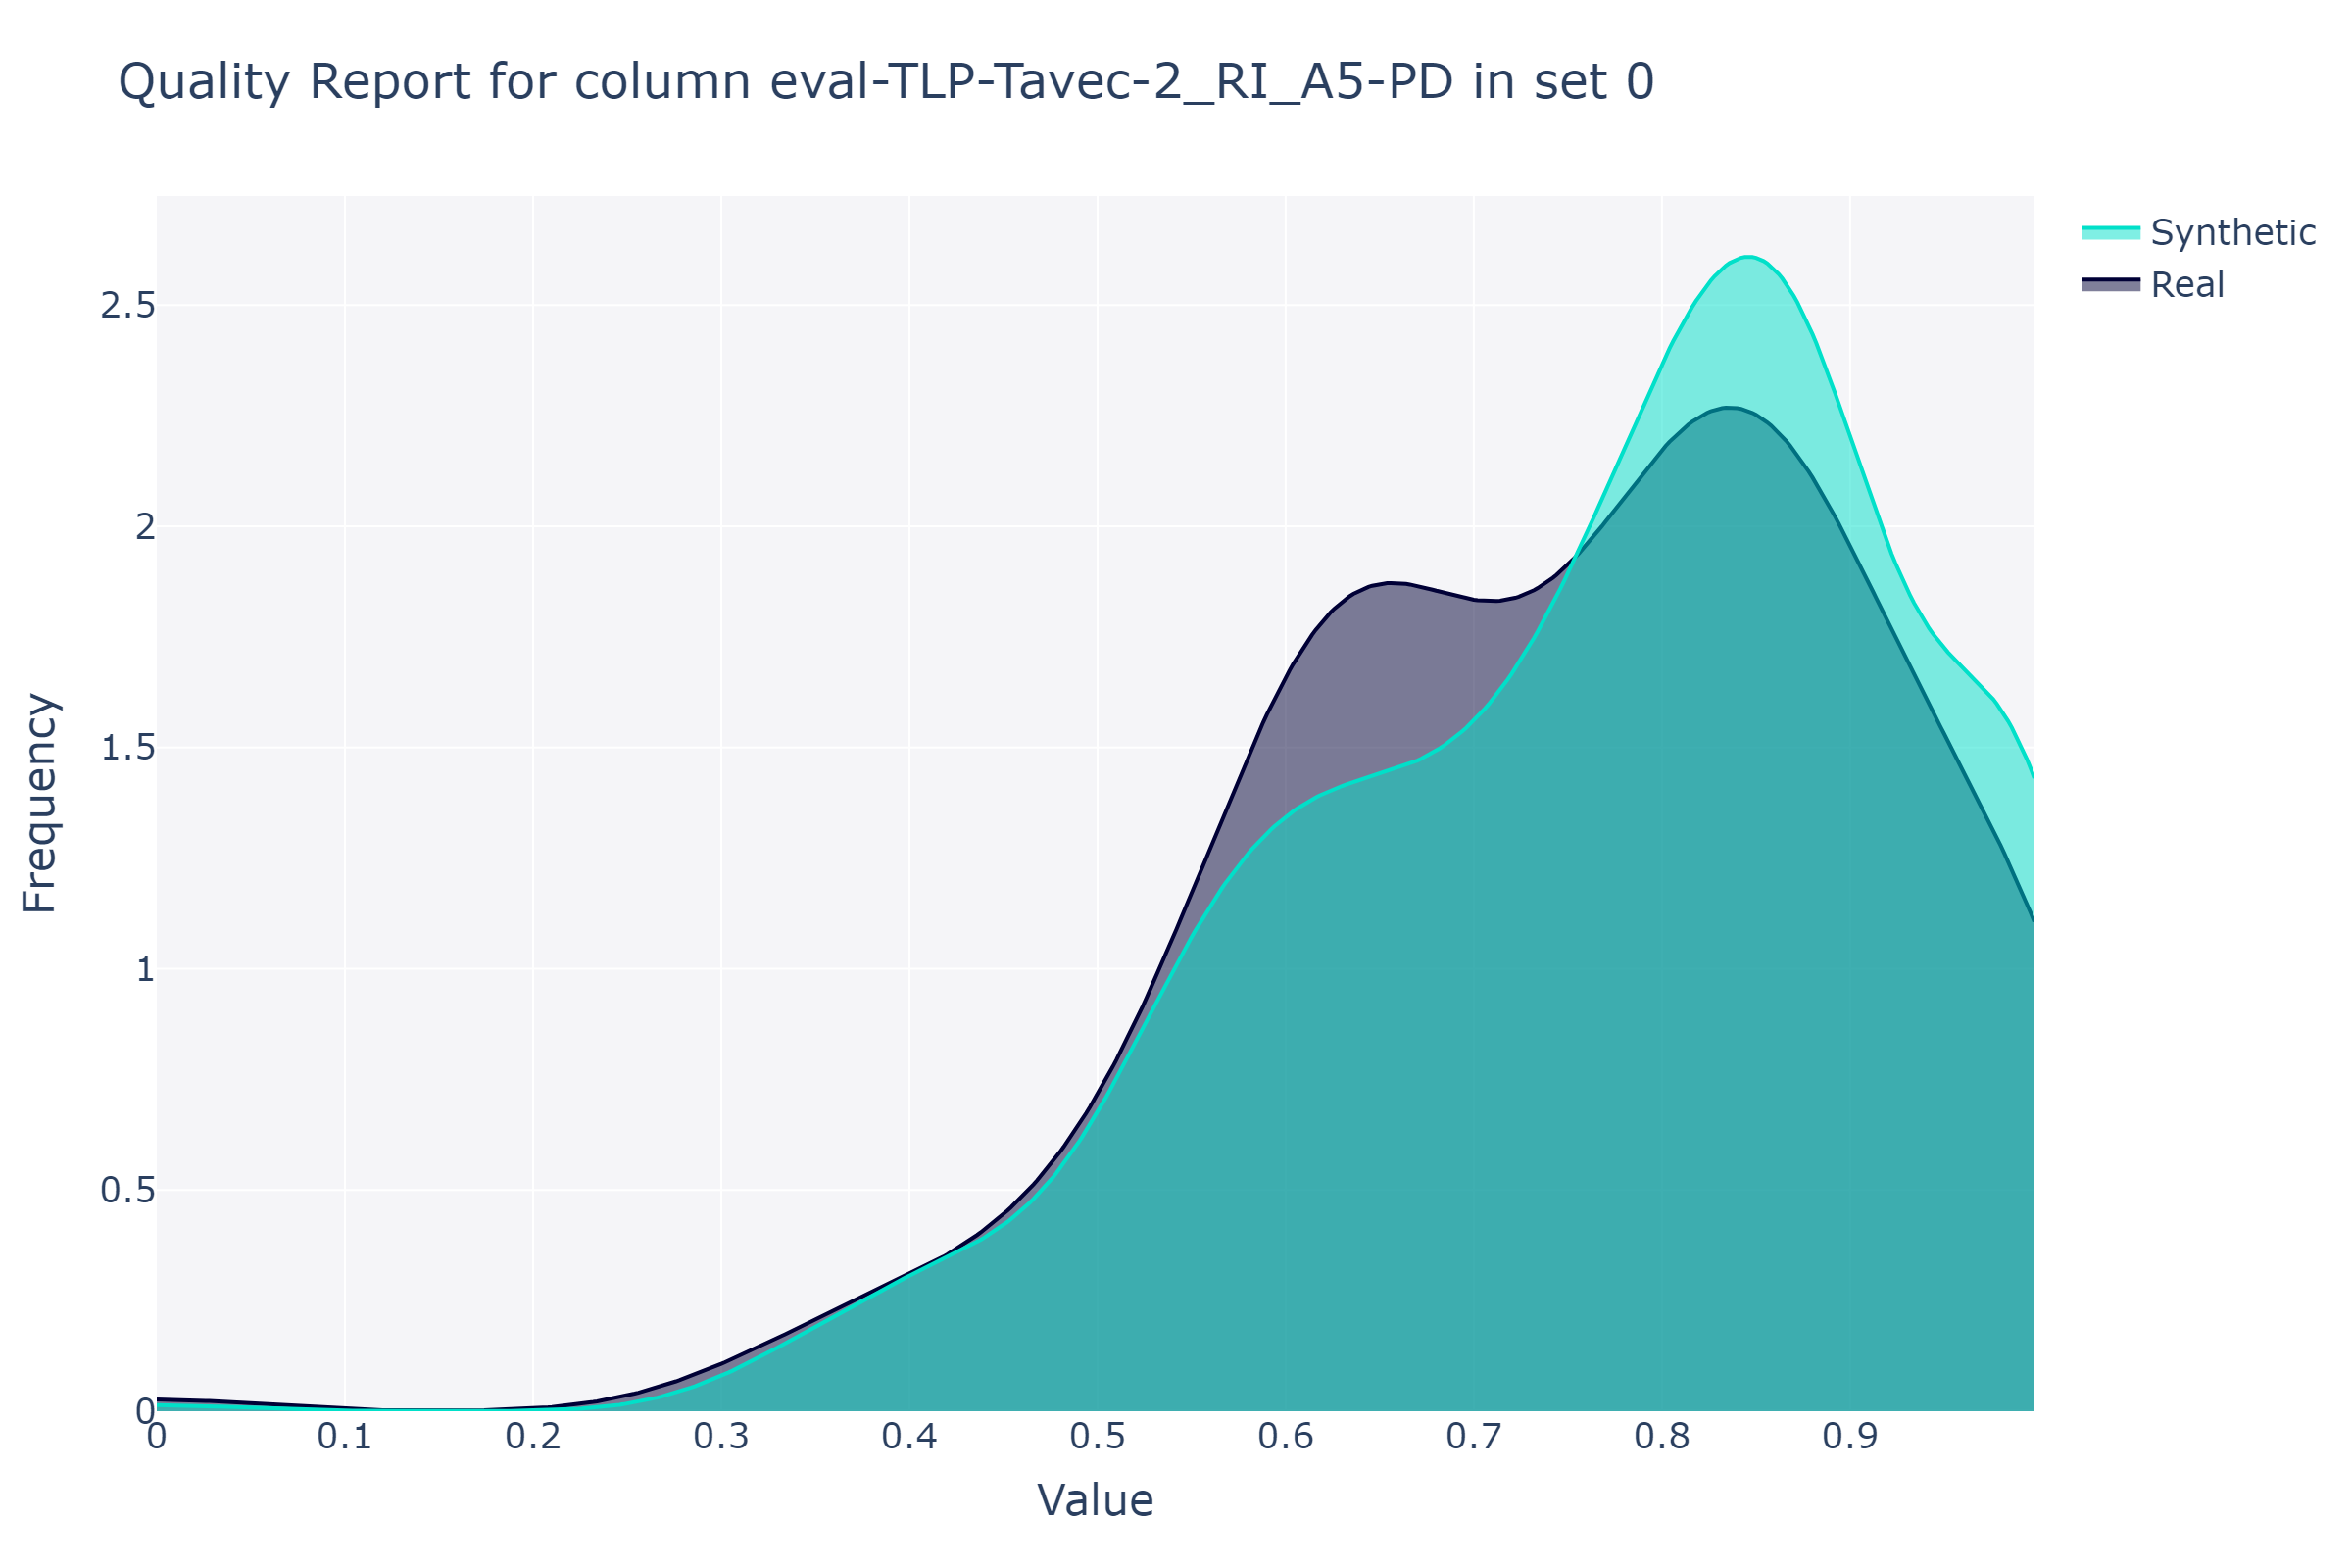 Quality Report for column eval-TLP-Tavec-2_RI_A5-PD in set 0
Synthetic
Real
Frequency
2.5
2
1.5
1
0.5
0
0 0.1 0.2 0.3 0.4 0.5 0.6 0.7 0.8 0.9
Value